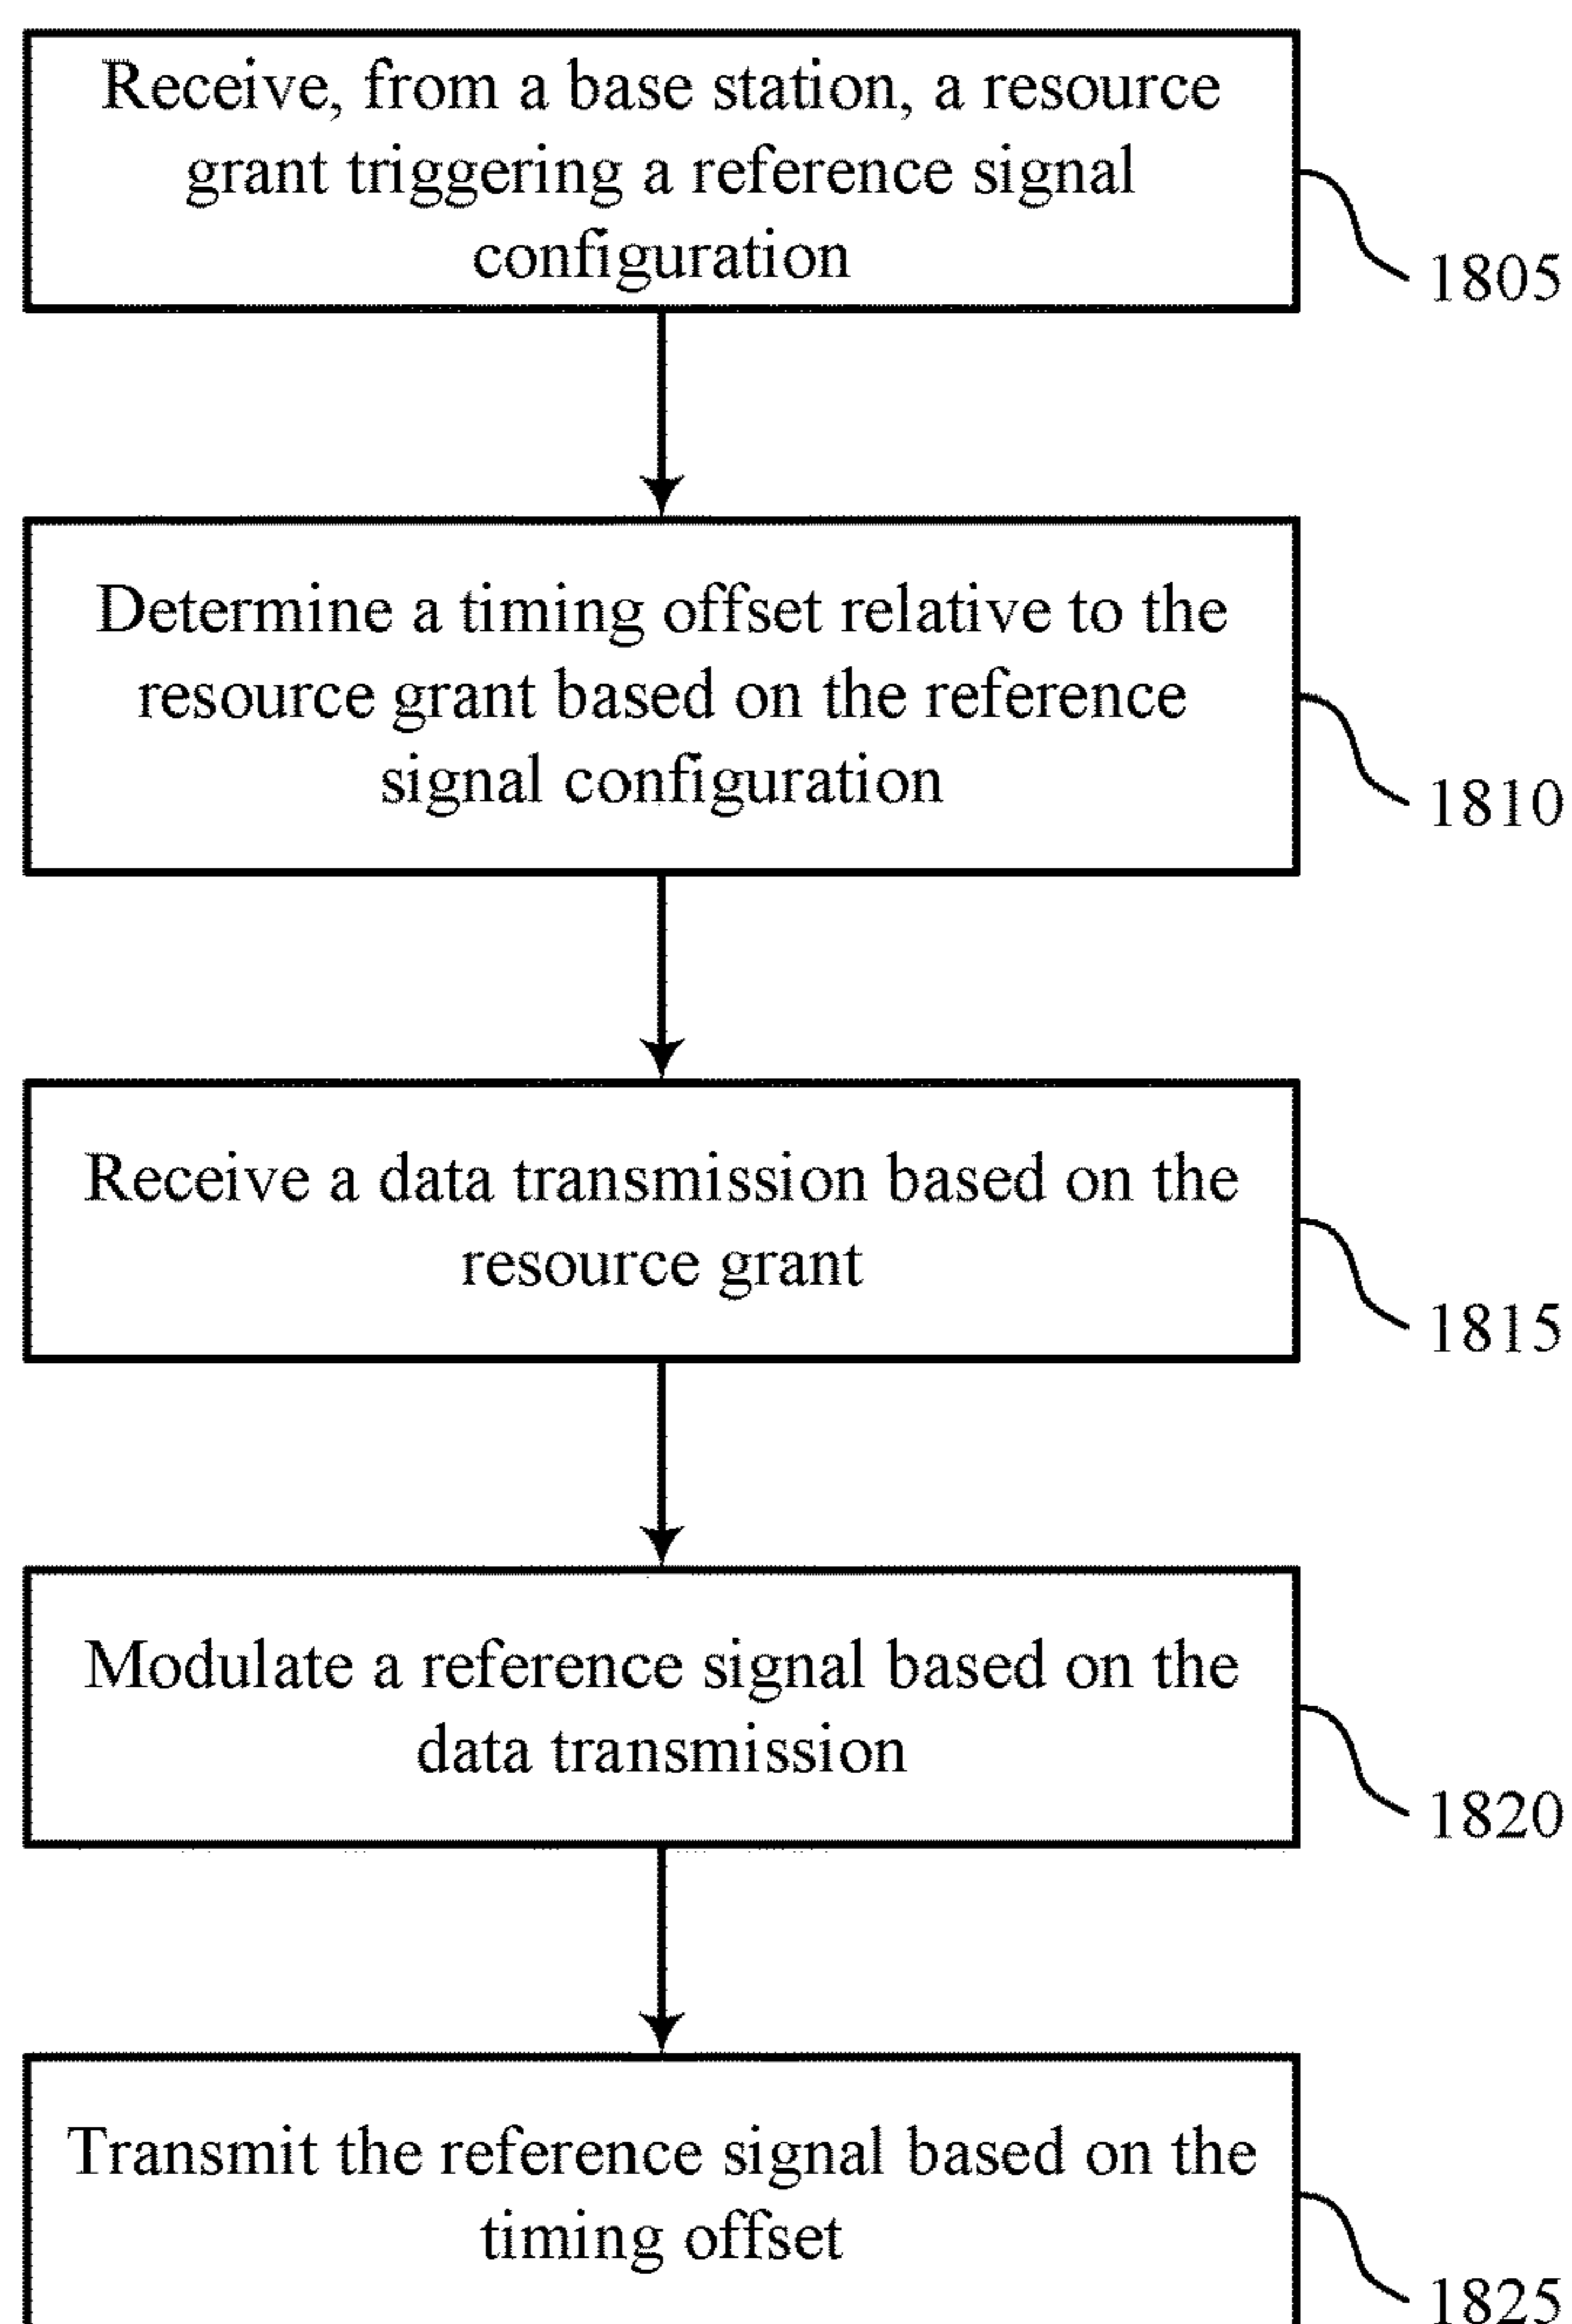 Receive, from a base station, a resource
grant triggering a reference signal
configuration
1805
Determine a timing offset relative to the
resource grant based on the reference
signal configuration
1810
Receive a data transmission based on the
resource grant
1815
Modulate a reference signal based on the
data transmission
1820
Transmit the reference signal based on the
timing offset
1825